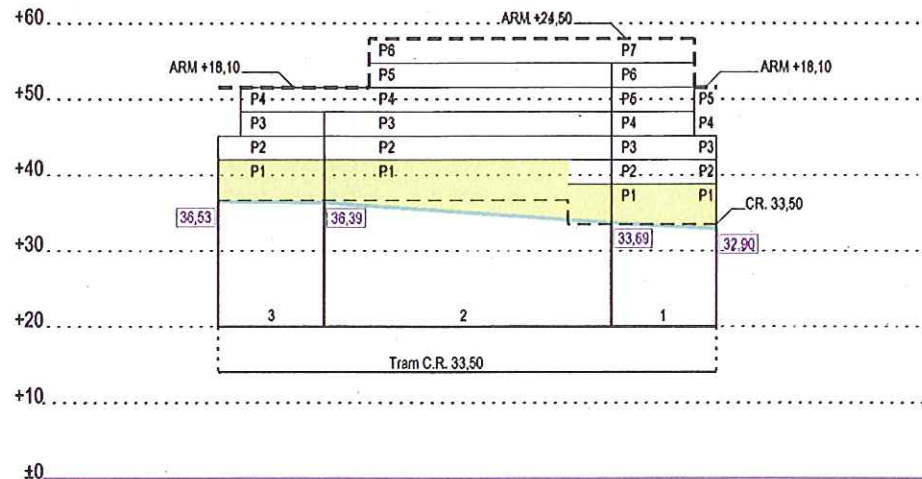 +60
ARM +24,50
P6 P7
ARM +18,10 P5 P6 ARM +18,10
+50 P4 P4 P5 P5
P3 P3 P4 P4
P2 P2 P3 P3
+40 P1 P1 P2 P2
P1 P1 CR. 33,50
36,53 36,39
33,69 32,90
+30
3 2 1
+20
Tram C.R. 33,50
+10
±0